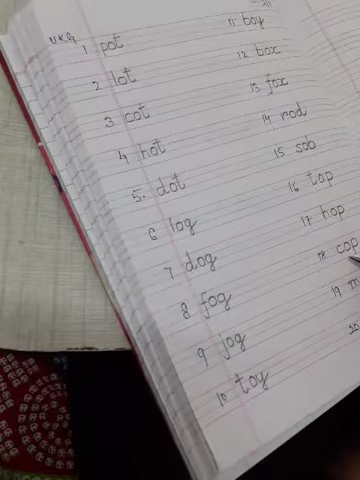 UKG
1 pot
2 lot
3 cot
4 hot
5. dot
6 log
7 dog
8 fog
9 jog
10 toy
11 boy
12 box
13 fox
14 rod
15 sob
16 top
17 hop
18 cop
19 m
20